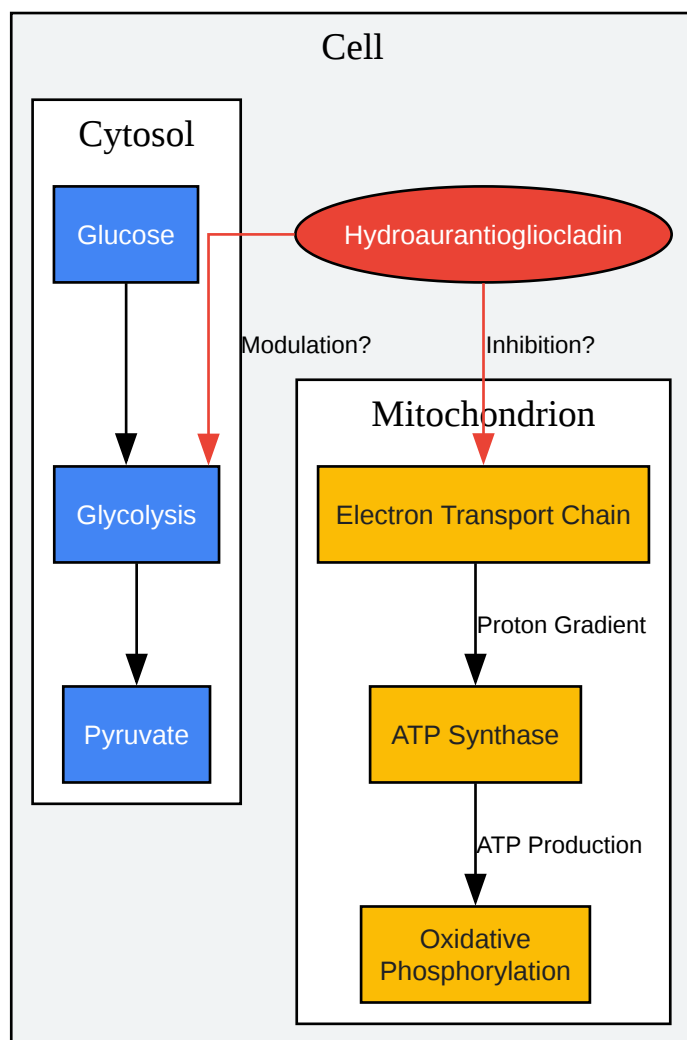 Cell
Cytosol
Glucose
Hydroaurantiogliocladin
Modulation?
Inhibition?
Mitochondrion
Glycolysis
Electron Transport Chain
Proton Gradient
Pyruvate
ATP Synthase
ATP Production
Oxidative
Phosphorylation